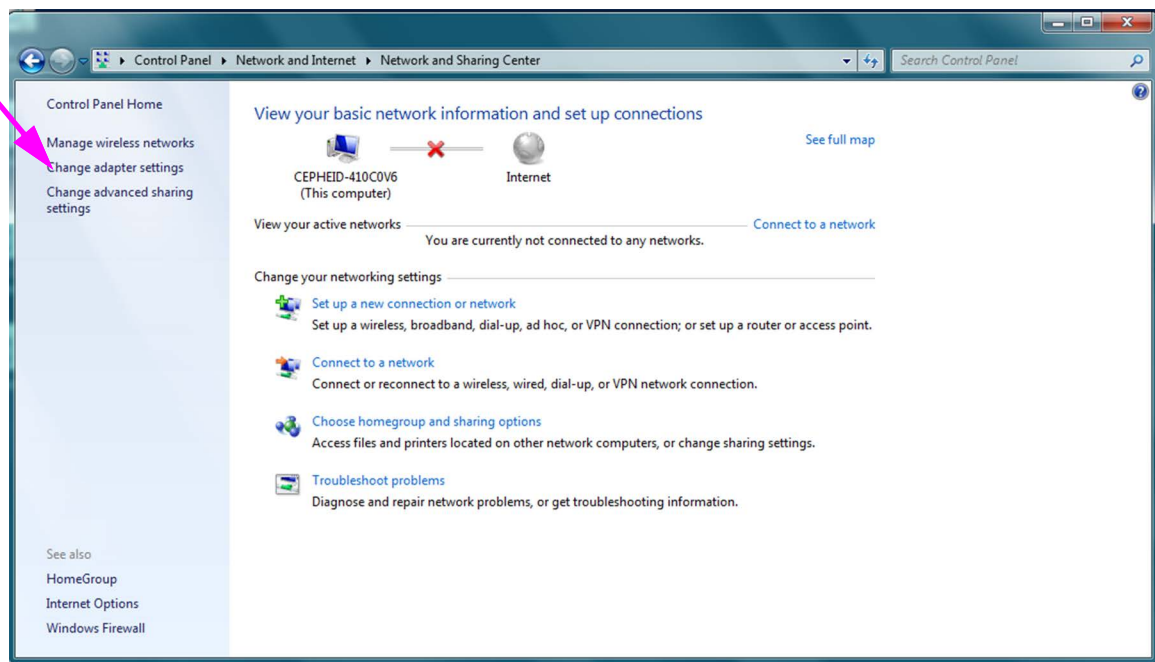 Control Panel Network and Internet Network and Sharing Center
Search Control Panel
Control Panel Home
Manage wireless networks
Change adapter settings
Change advanced sharing
settings
View your basic network information and set up connections
See full map
CEPHEID-410C0V6
(This computer)
Internet
View your active networks
Connect to a network
You are currently not connected to any networks.
Change your networking settings
Set up a new connection or network
Set up a wireless, broadband, dial-up, ad hoc, or VPN connection; or set up a router or access point.
Connect to a network
Connect or reconnect to a wireless, wired, dial-up, or VPN network connection.
Choose homegroup and sharing options
Access files and printers located on other network computers, or change sharing settings.
Troubleshoot problems
Diagnose and repair network problems, or get troubleshooting information.
See also
HomeGroup
Internet Options
Windows Firewall